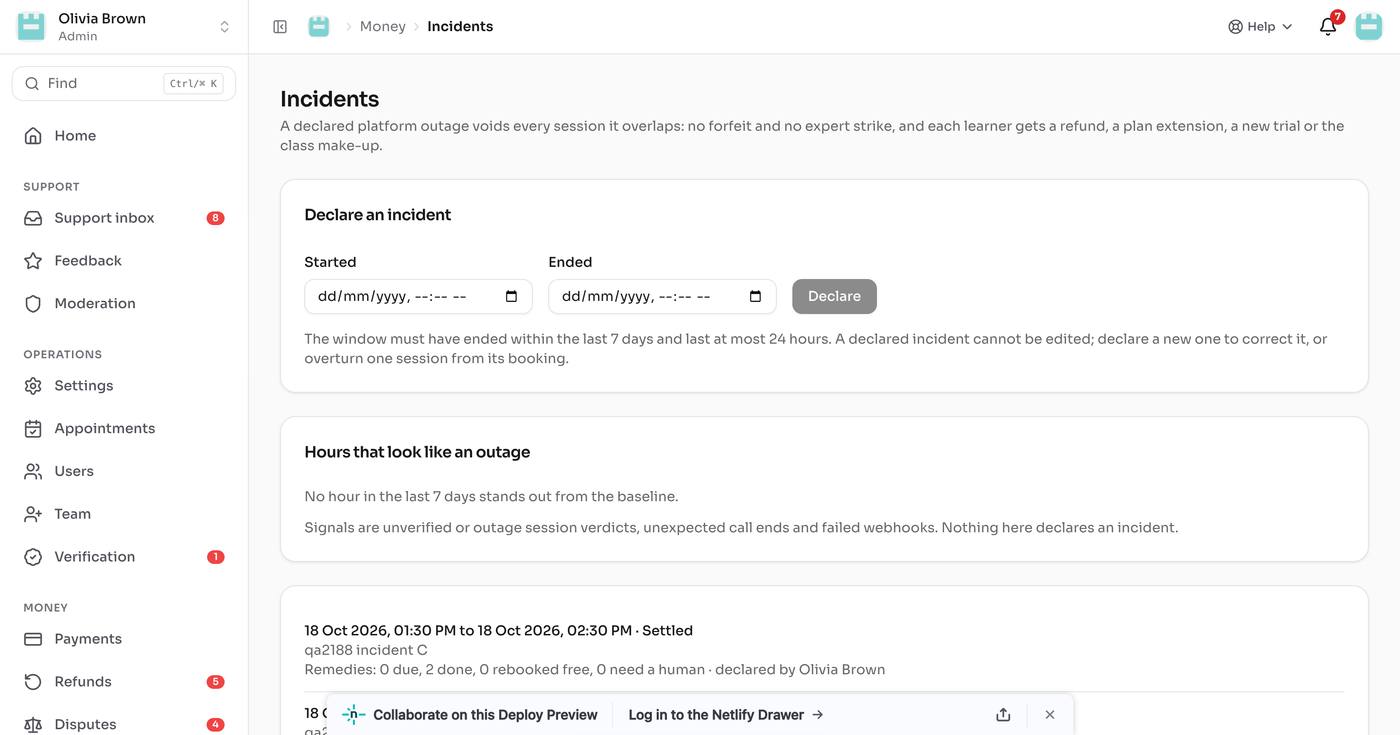 Olivia Brown
Admin
Find
Ctrl/⌘ K
Home
SUPPORT
Support inbox 8
Feedback
Moderation
OPERATIONS
Settings
Appointments
Users
Team
Verification 1
MONEY
Payments
Refunds 5
Disputes 4
Money
Incidents
Help
7
Incidents
A declared platform outage voids every session it overlaps: no forfeit and no expert strike, and each learner gets a refund, a plan extension, a new trial or the
class make-up.
Declare an incident
Started
Ended
dd/mm/yyyy, --:-- --
dd/mm/yyyy, --:-- --
Declare
The window must have ended within the last 7 days and last at most 24 hours. A declared incident cannot be edited; declare a new one to correct it, or
overturn one session from its booking.
Hours that look like an outage
No hour in the last 7 days stands out from the baseline.
Signals are unverified or outage session verdicts, unexpected call ends and failed webhooks. Nothing here declares an incident.
18 Oct 2026, 01:30 PM to 18 Oct 2026, 02:30 PM · Settled
qa2188 incident C
Remedies: 0 due, 2 done, 0 rebooked free, 0 need a human · declared by Olivia Brown
18
Collaborate on this Deploy Preview
Log in to the Netlify Drawer →